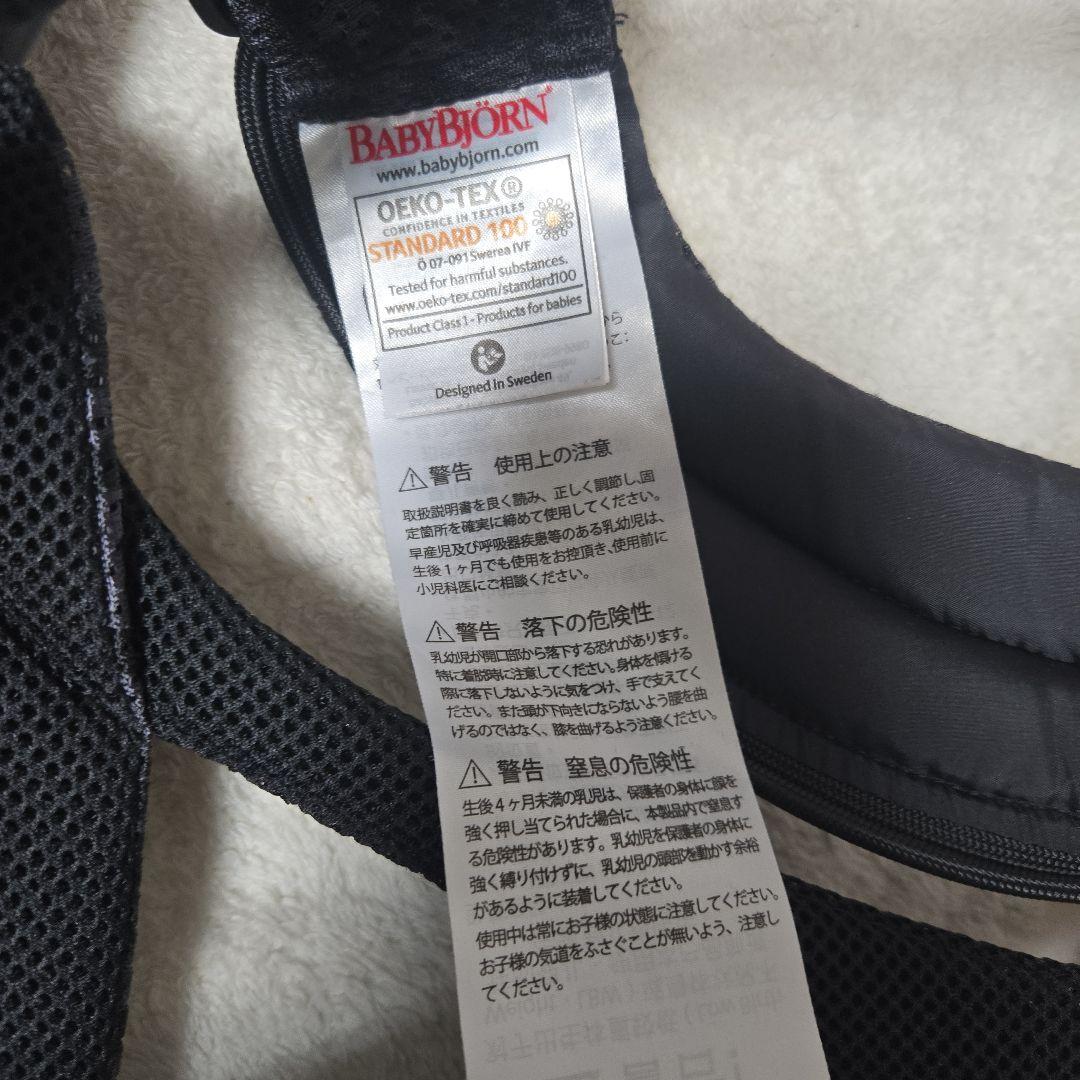 BABYBJÖRN®
www.babybjorn.com
OEKO-TEX®
CONFIDENCE IN TEXTILES
STANDARD 100
Ö 07-091 Swerea IVF
Tested for harmful substances.
www.oeko-tex.com/standard100
Product Class 1 - Products for babies
Designed in Sweden
から
⚠警告 使用上の注意
取扱説明書を良く読み、正しく調節し、固
定箇所を確実に締めて使用してください。
早産児及び呼吸器疾患等のある乳幼児は、
生後1ヶ月でも使用をお控頂き、使用前に
小児科医にご相談ください。
⚠警告 落下の危険性
乳幼児が開口部から落下する恐れがあります。
特に着脱時に注意してください。身体を傾ける
際に落下しないように気をつけ、手で支えてく
ださい。また頭が下向きにならないよう腰を曲
げるのではなく、膝を曲げるよう注意ください。
⚠警告 窒息の危険性
生後4ヶ月未満の乳児は、保護者の身体に顔を
強く押し当てられた場合に、本製品内で窒息す
る危険性があります。乳幼児を保護者の身体に
強く縛り付けずに、乳幼児の頭部を動かす余裕
があるように装着してください。
使用中は常にお子様の状態に注意してください。
お子様の気道をふさぐことが無いよう、注意し
てください。